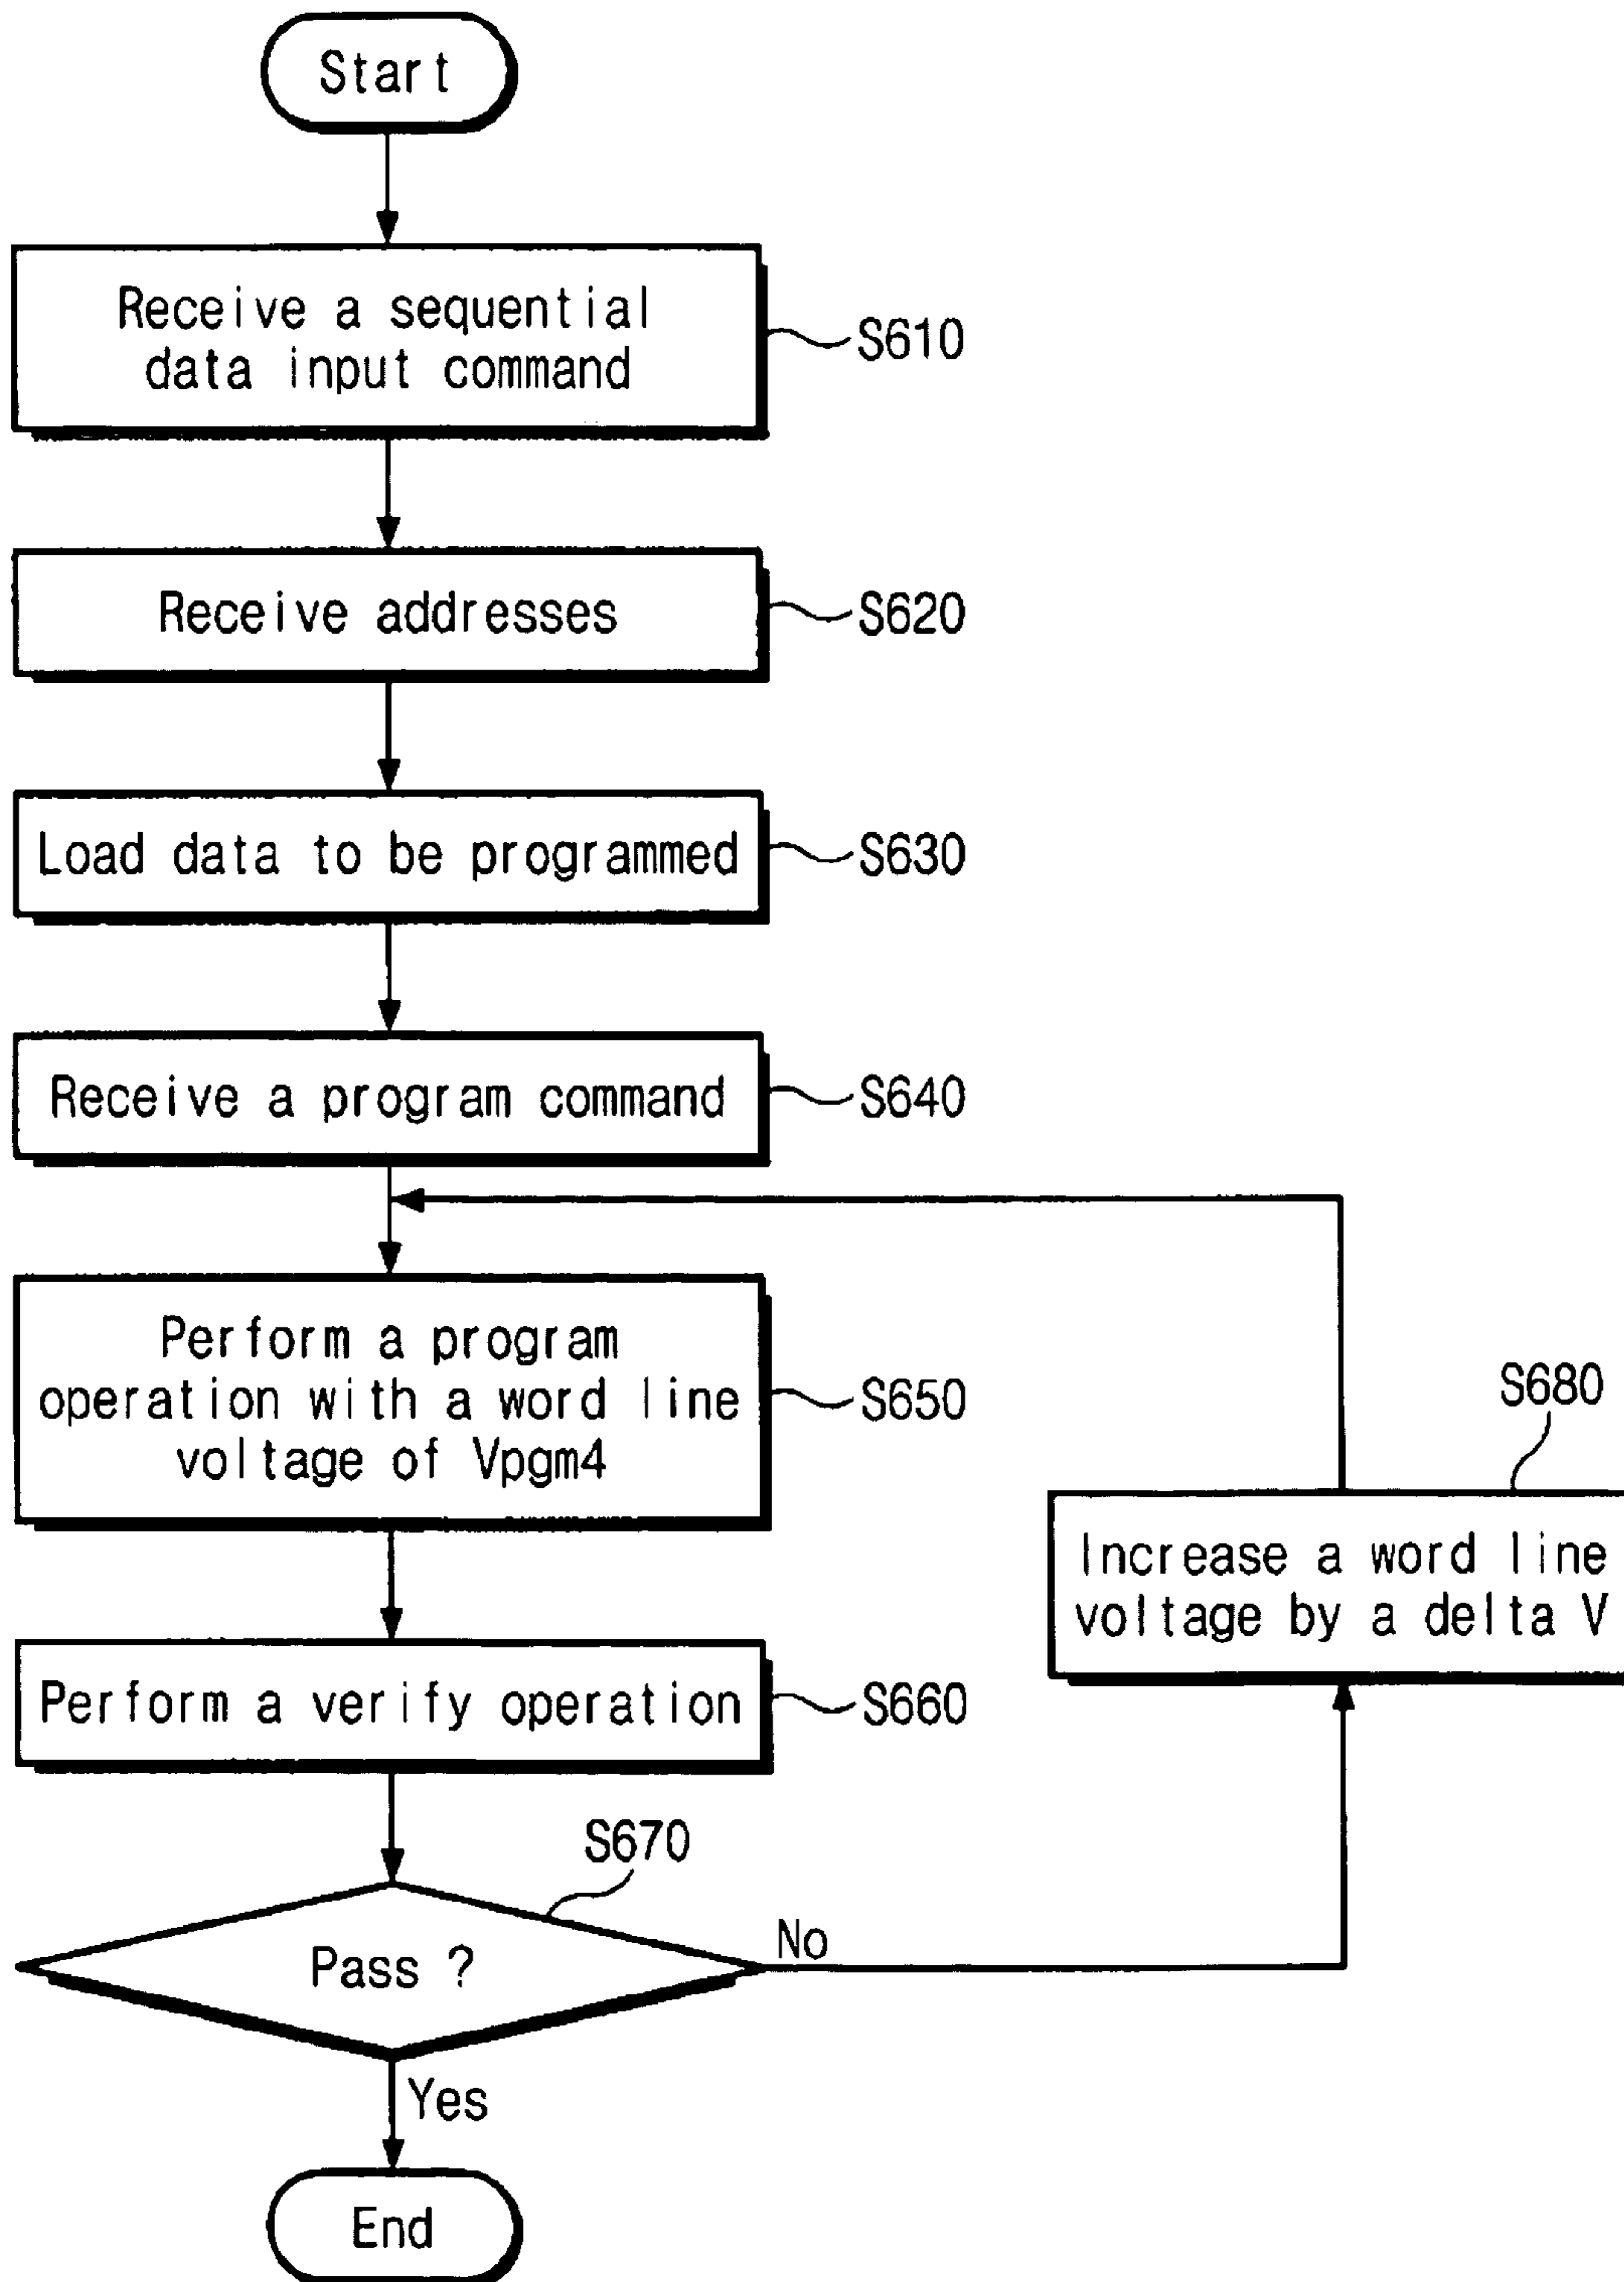 Start
Receive a sequential
data input command
S610
Receive addresses
S620
Load data to be programmed
S630
Receive a program command
S640
Perform a program
operation with a word line
voltage of Vpgm4
S650
S680
Increase a word line
voltage by a delta V
Perform a verify operation
S660
S670
Pass ?
No
Yes
End